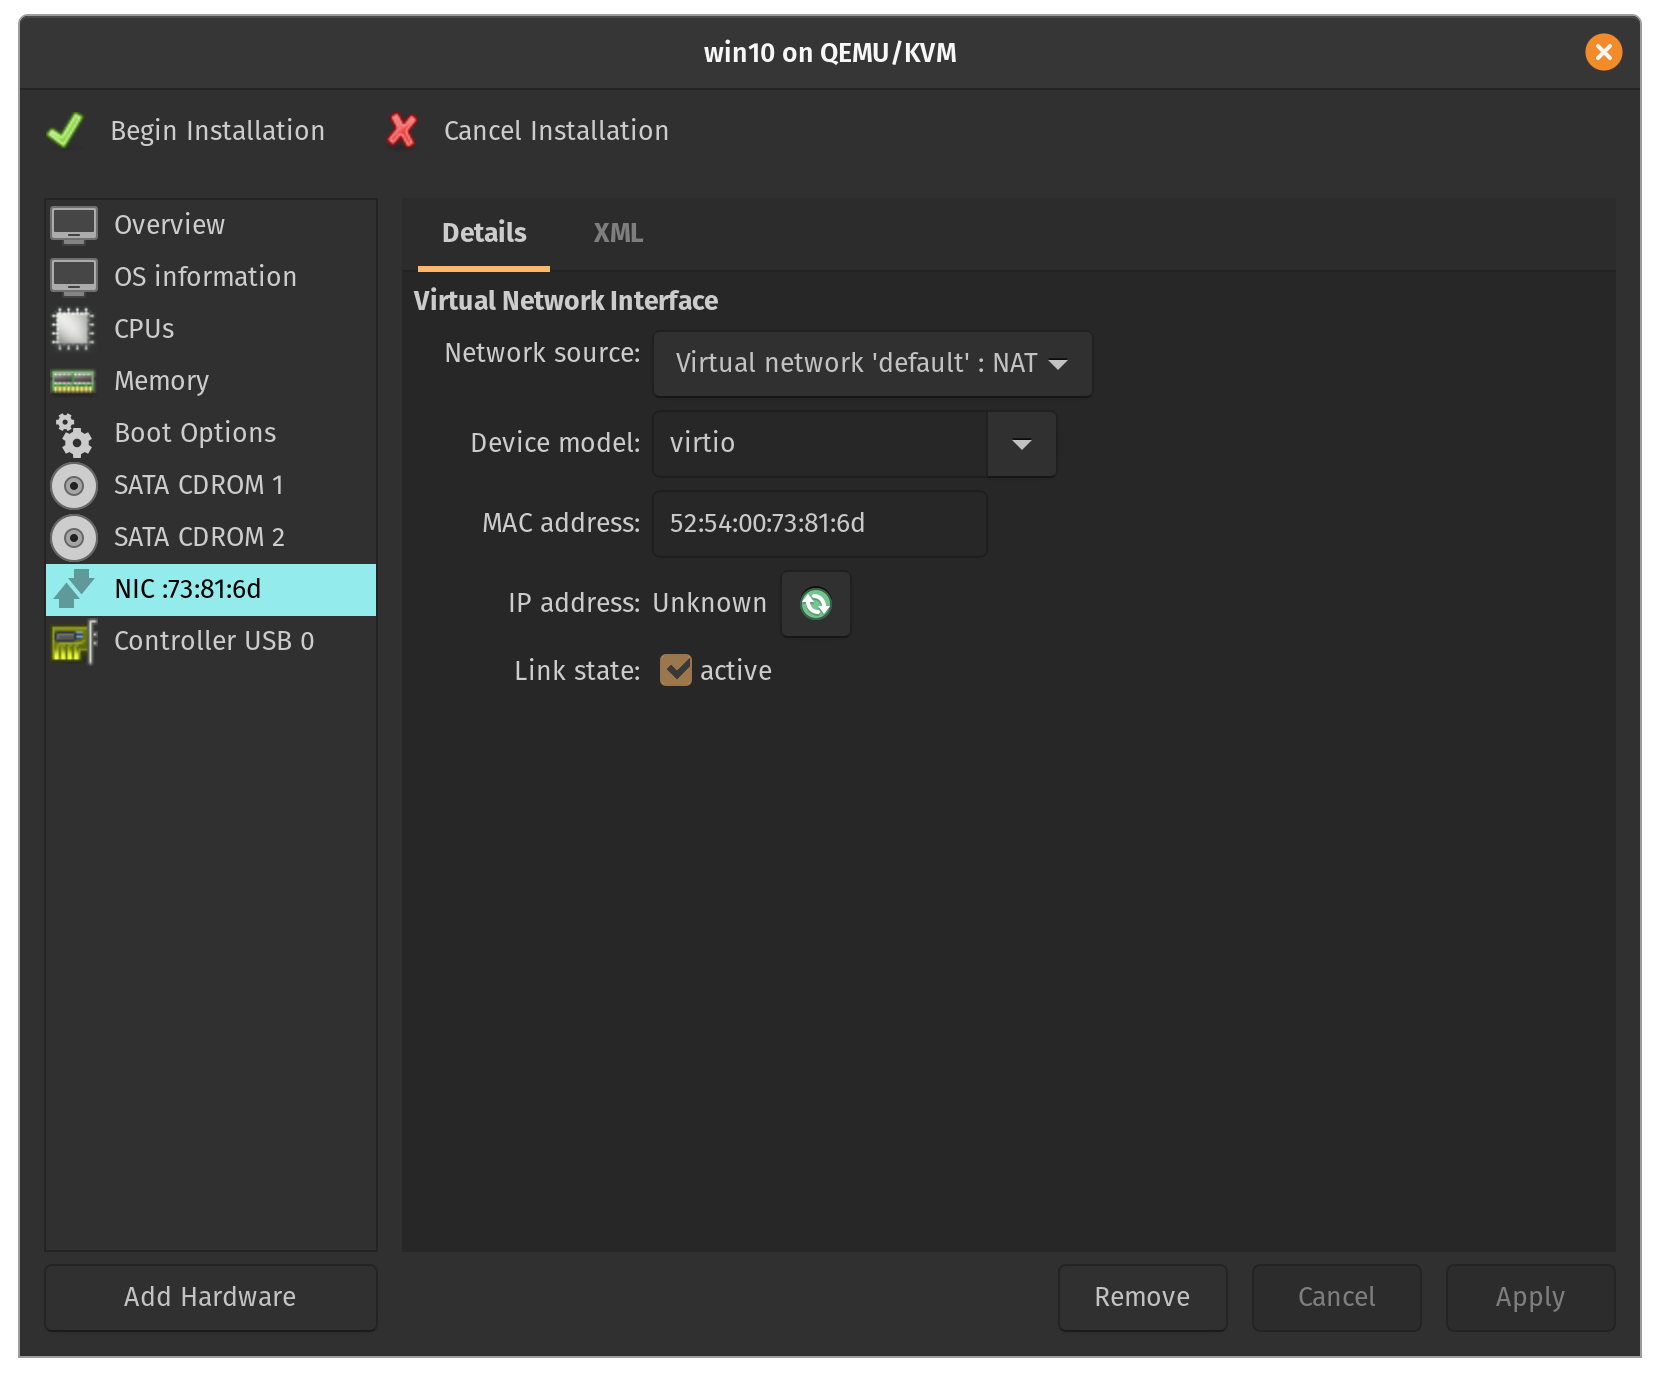 win10 on QEMU/KVM
Begin Installation
Cancel Installation
Overview
OS information
CPUs
Memory
Boot Options
SATA CDROM 1
SATA CDROM 2
NIC :73:81:6d
Controller USB 0
Details
XML
Virtual Network Interface
Network source: Virtual network 'default' : NAT
Device model: virtio
MAC address: 52:54:00:73:81:6d
IP address: Unknown
Link state: active
Add Hardware
Remove
Cancel
Apply